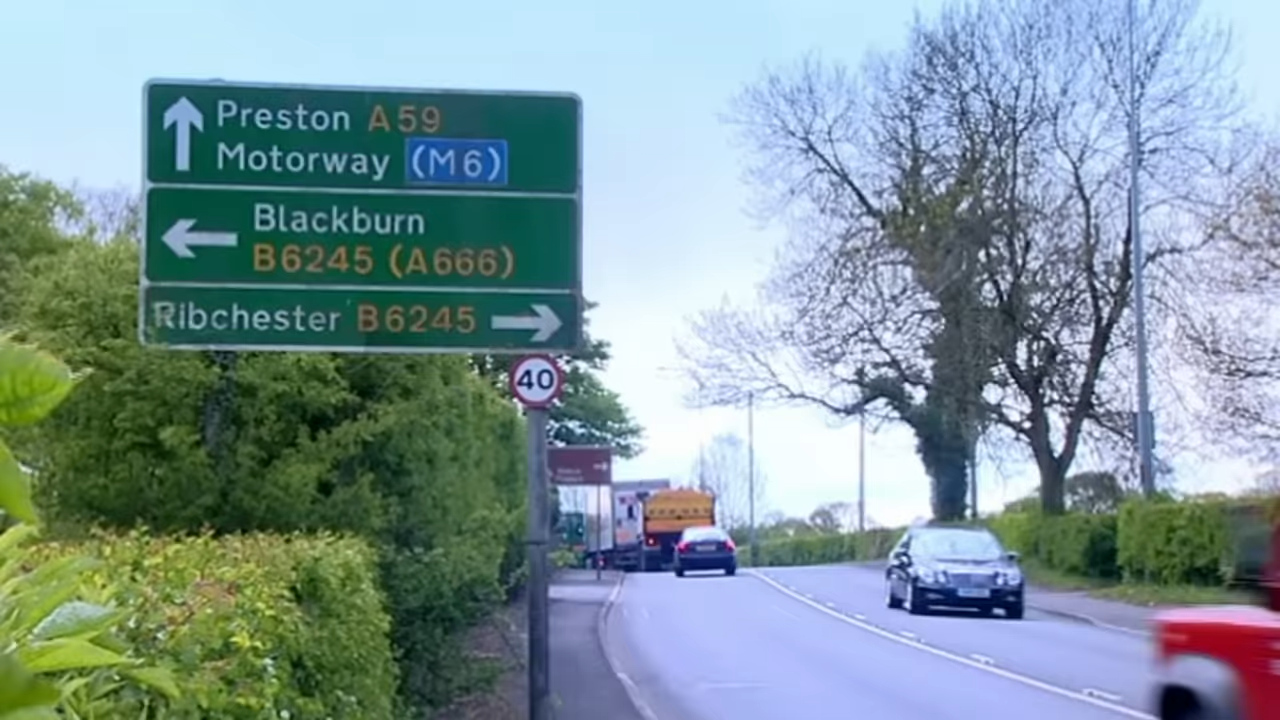 Preston A59
Motorway (M6)
Blackburn
B6245 (A666)
Ribchester B6245
40